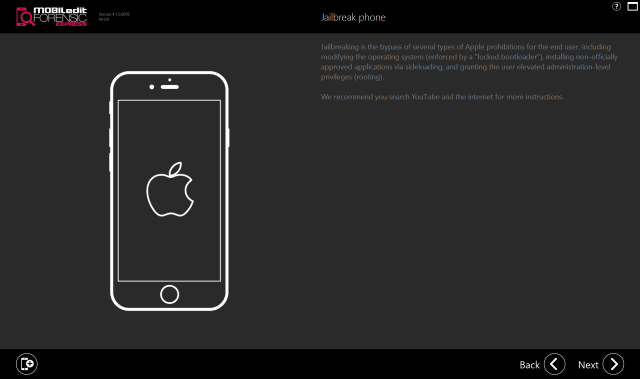 MOBILedit
FORENSIC
EXPRESS
64-bit
Jailbreak phone
?
Jailbreaking is the bypass of several types of Apple prohibitions for the end user, including
modifying the operating system (enforced by a "locked bootloader"), installing non-officially
approved applications via sideloading, and granting the user elevated administration-level
privileges (rooting).
We recommend you search YouTube and the internet for more instructions.
Back
Next